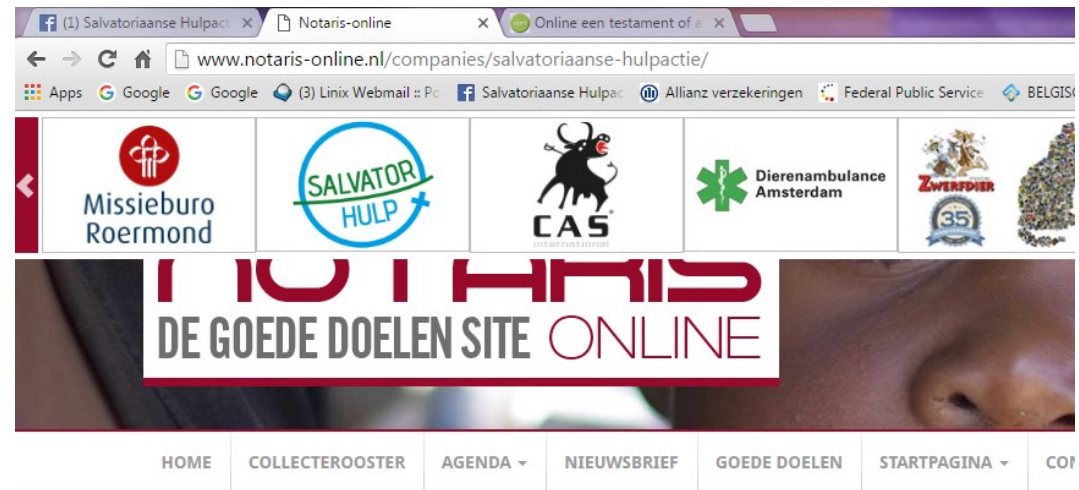 (1) Salvatoriaanse Hulpact
Notaris-online
Online een testament of a
www.notaris-online.nl/companies/salvatoriaanse-hulpactie/
Apps Google Google (3) Linix Webmail :: Po Salvatoriaanse Hulpac Allianz verzekeringen Federal Public Service BELGISC
Missieburo
Roermond
SALVATOR
HULP
CAS
international
Dierenambulance
Amsterdam
ZWERFDIER
35
NOTARIS
DE GOEDE DOELEN SITE ONLINE
HOME COLLECTEROOSTER AGENDA NIEUWSBRIEF GOEDE DOELEN STARTPAGINA CON